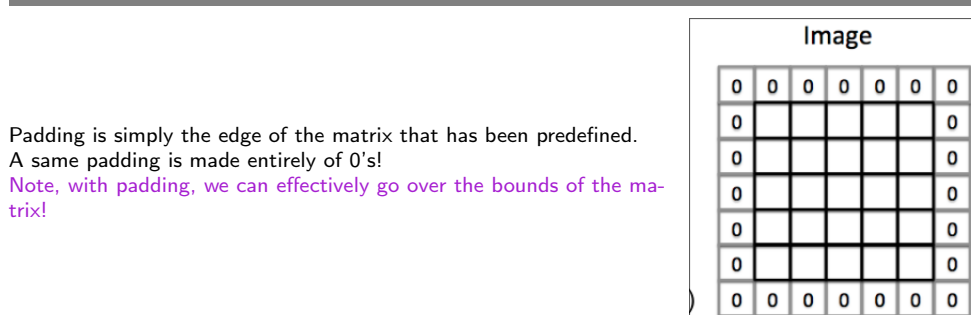 Image
0 0 0 0 0 0 0
0 0
0 0
0 0
0 0
0 0
0 0 0 0 0 0 0
)
Padding is simply the edge of the matrix that has been predefined.
A same padding is made entirely of 0's!
Note, with padding, we can effectively go over the bounds of the ma-
trix!